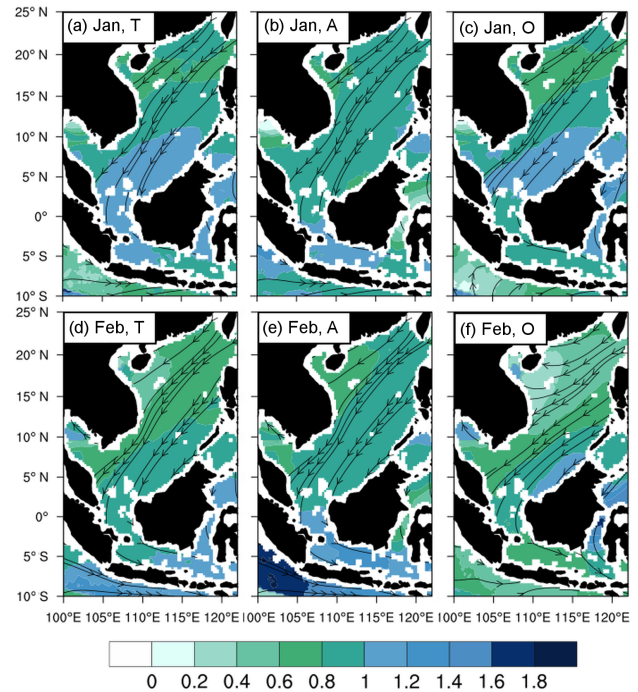 (a) Jan, T (b) Jan, A (c) Jan, O
25° N
20° N
15° N
10° N
5° N
0°
5° S
10° S
(d) Feb, T (e) Feb, A (f) Feb, O
25° N
20° N
15° N
10° N
5° N
0°
5° S
10° S
100°E 105°E 110°E 115°E 120°E 100°E 105°E 110°E 115°E 120°E 100°E 105°E 110°E 115°E 120°E
0 0.2 0.4 0.6 0.8 1 1.2 1.4 1.6 1.8